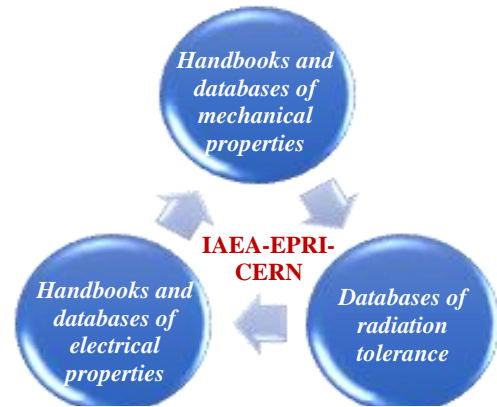 Handbooks and
databases of
mechanical
properties
IAEA-EPRI-
CERN
Handbooks and
databases of
electrical
properties
Databases of
radiation
tolerance